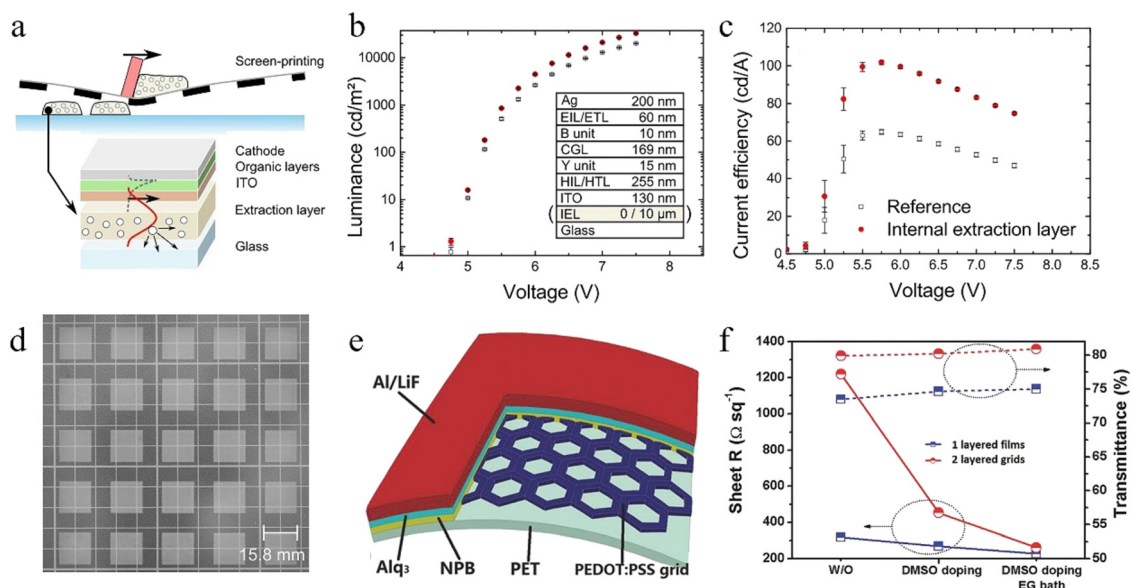 a
Screen-printing
Cathode
Organic layers
ITO
Extraction layer
Glass
b
Luminance (cd/m²)
10000
1000
100
10
1
4
5
6
7
8
Voltage (V)
Ag 200 nm
EIL/ETL 60 nm
B unit 10 nm
CGL 169 nm
Y unit 15 nm
HIL/HTL 255 nm
ITO 130 nm
( IEL 0 / 10 µm )
Glass
c
Current efficiency (cd/A)
120
100
80
60
40
20
0
4.5
5.0
5.5
6.0
6.5
7.0
7.5
8.0
8.5
Voltage (V)
Reference
Internal extraction layer
d
15.8 mm
e
Al/LiF
Alq₃
NPB
PET
PEDOT:PSS grid
f
Sheet R (Ω sq⁻¹)
1400
1200
1000
800
600
400
200
Transmittance (%)
80
75
70
65
60
55
50
1 layered films
2 layered grids
W/O
DMSO doping
DMSO doping
EG bath